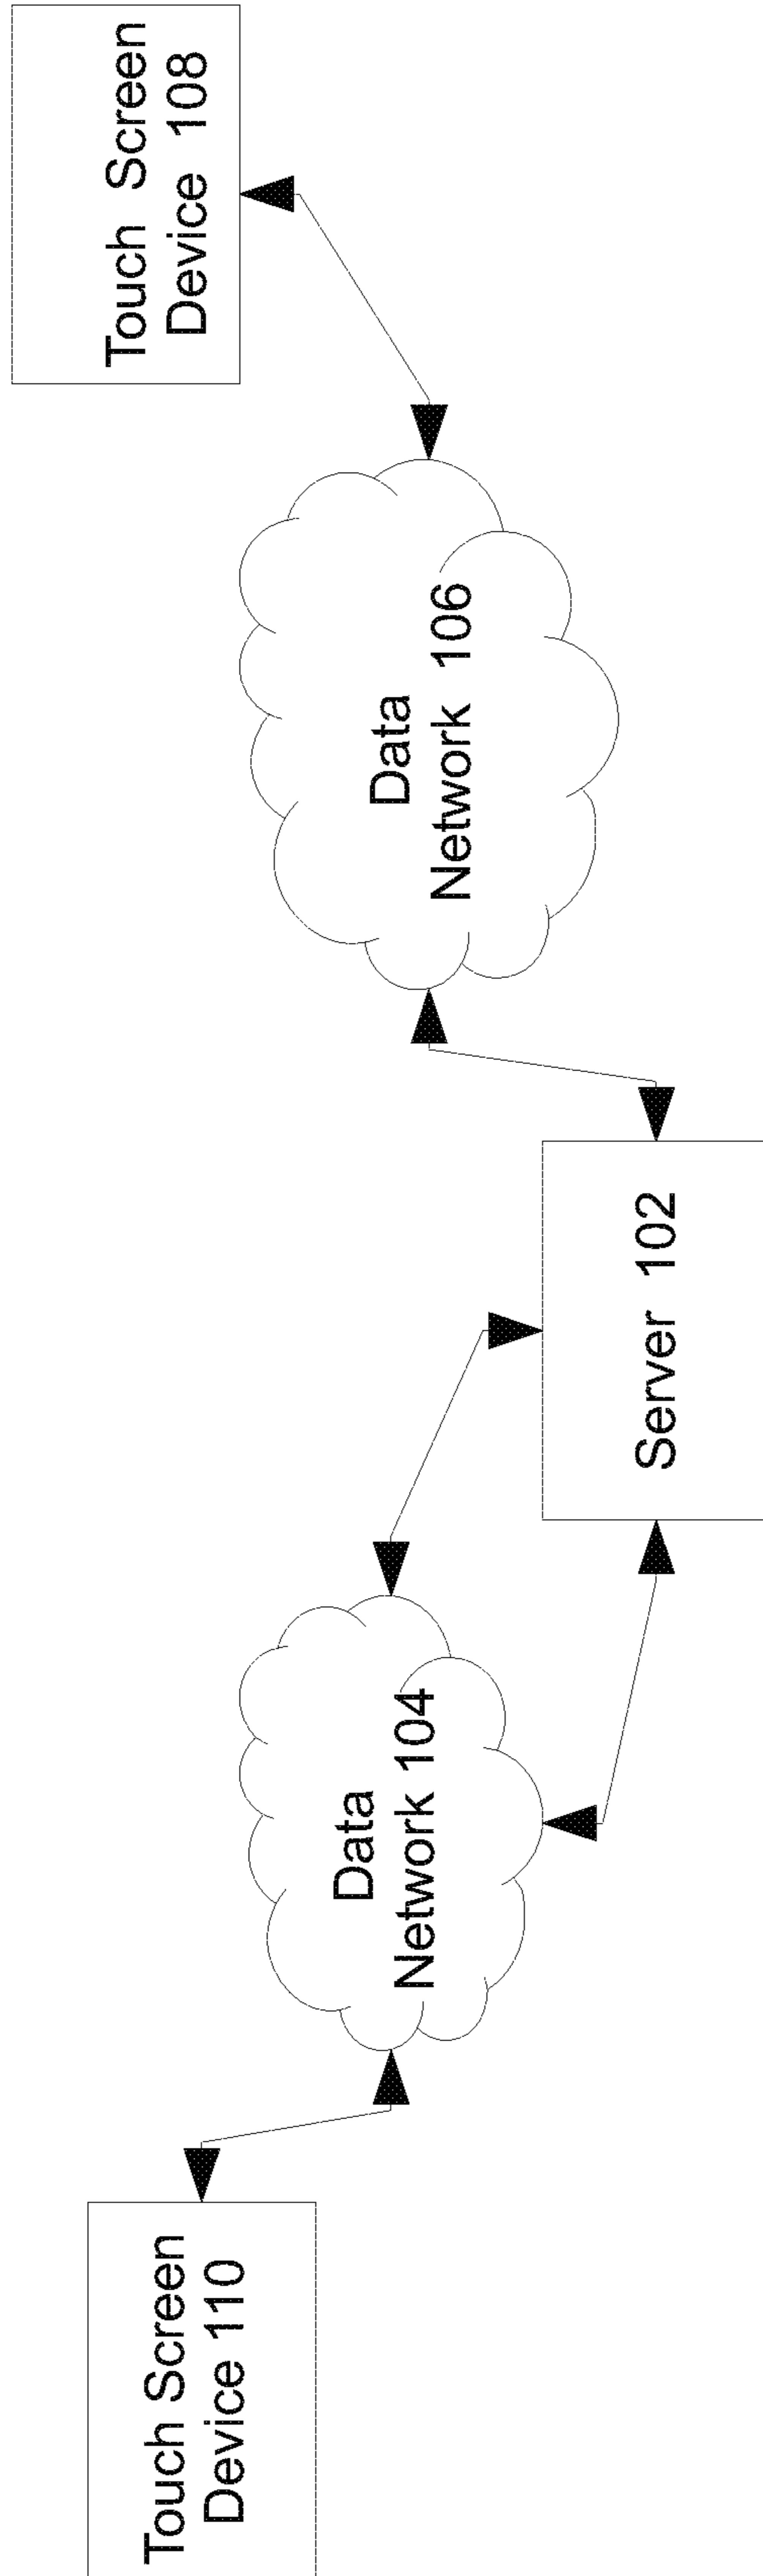 Touch Screen
Device 110
Data
Network 104
Server 102
Data
Network 106
Touch Screen
Device 108